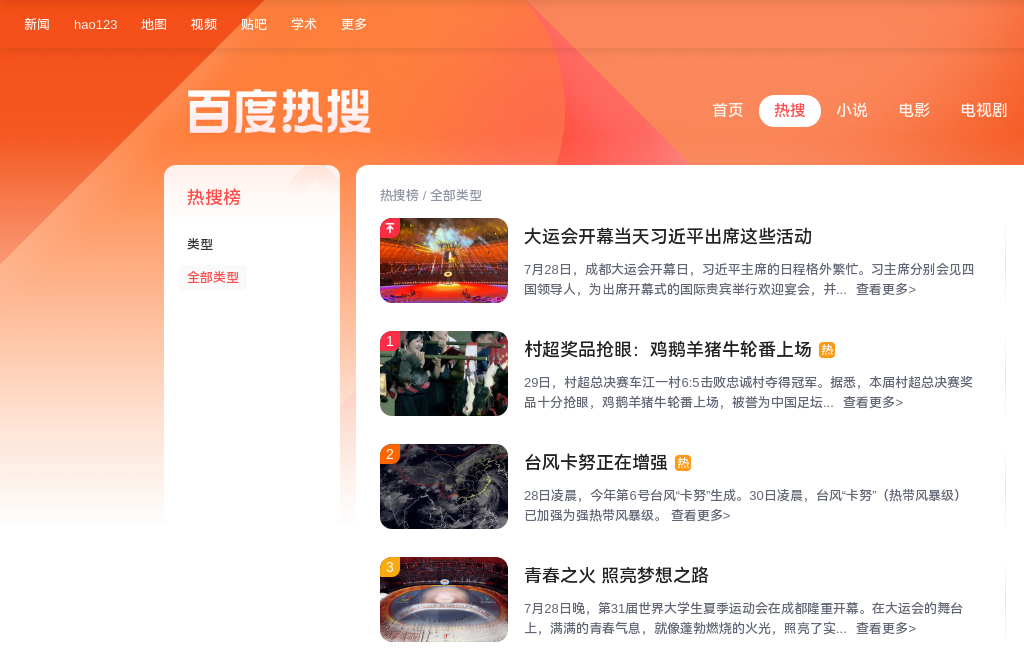 新闻 hao123 地图 视频 贴吧 学术 更多
百度热搜
首页 热搜 小说 电影 电视剧
热搜榜
类型
全部类型
热搜榜 / 全部类型
大运会开幕当天习近平出席这些活动
7月28日，成都大运会开幕日，习近平主席的日程格外繁忙。习主席分别会见四
国领导人，为出席开幕式的国际贵宾举行欢迎宴会，并... 查看更多>
1
村超奖品抢眼：鸡鹅羊猪牛轮番上场 热
29日，村超总决赛车江一村6:5击败忠诚村夺得冠军。据悉，本届村超总决赛奖
品十分抢眼，鸡鹅羊猪牛轮番上场，被誉为中国足坛... 查看更多>
2
台风卡努正在增强 热
28日凌晨，今年第6号台风“卡努”生成。30日凌晨，台风“卡努”（热带风暴级）
已加强为强热带风暴级。 查看更多>
3
青春之火 照亮梦想之路
7月28日晚，第31届世界大学生夏季运动会在成都隆重开幕。在大运会的舞台
上，满满的青春气息，就像蓬勃燃烧的火光，照亮了实... 查看更多>